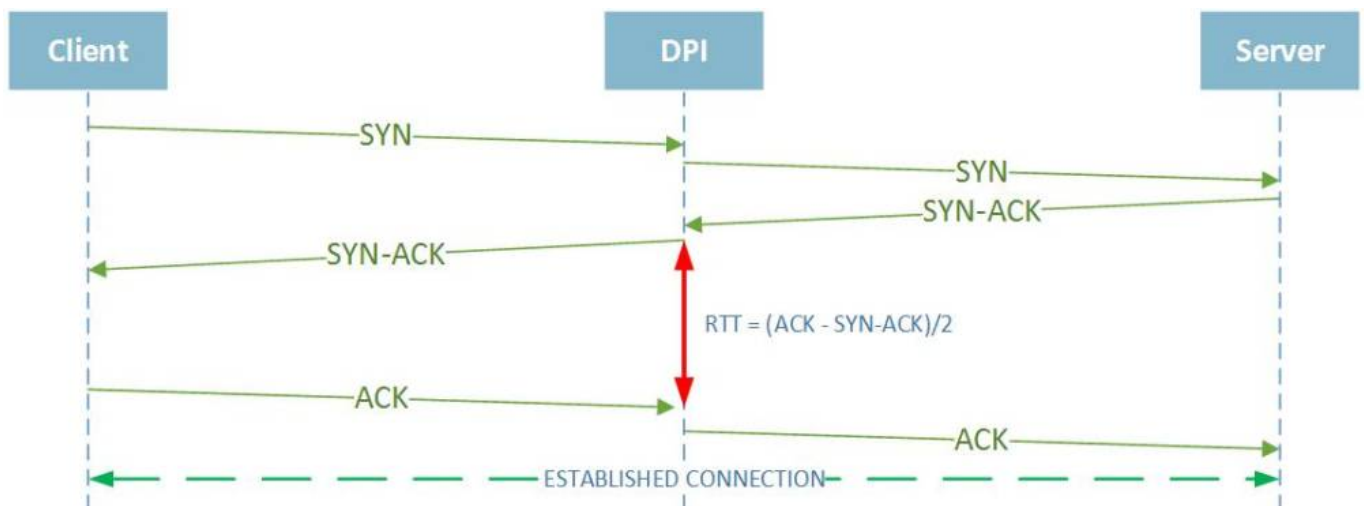 Client
DPI
Server
SYN
SYN
SYN-ACK
SYN-ACK
RTT = (ACK - SYN-ACK)/2
ACK
ACK
ESTABLISHED CONNECTION